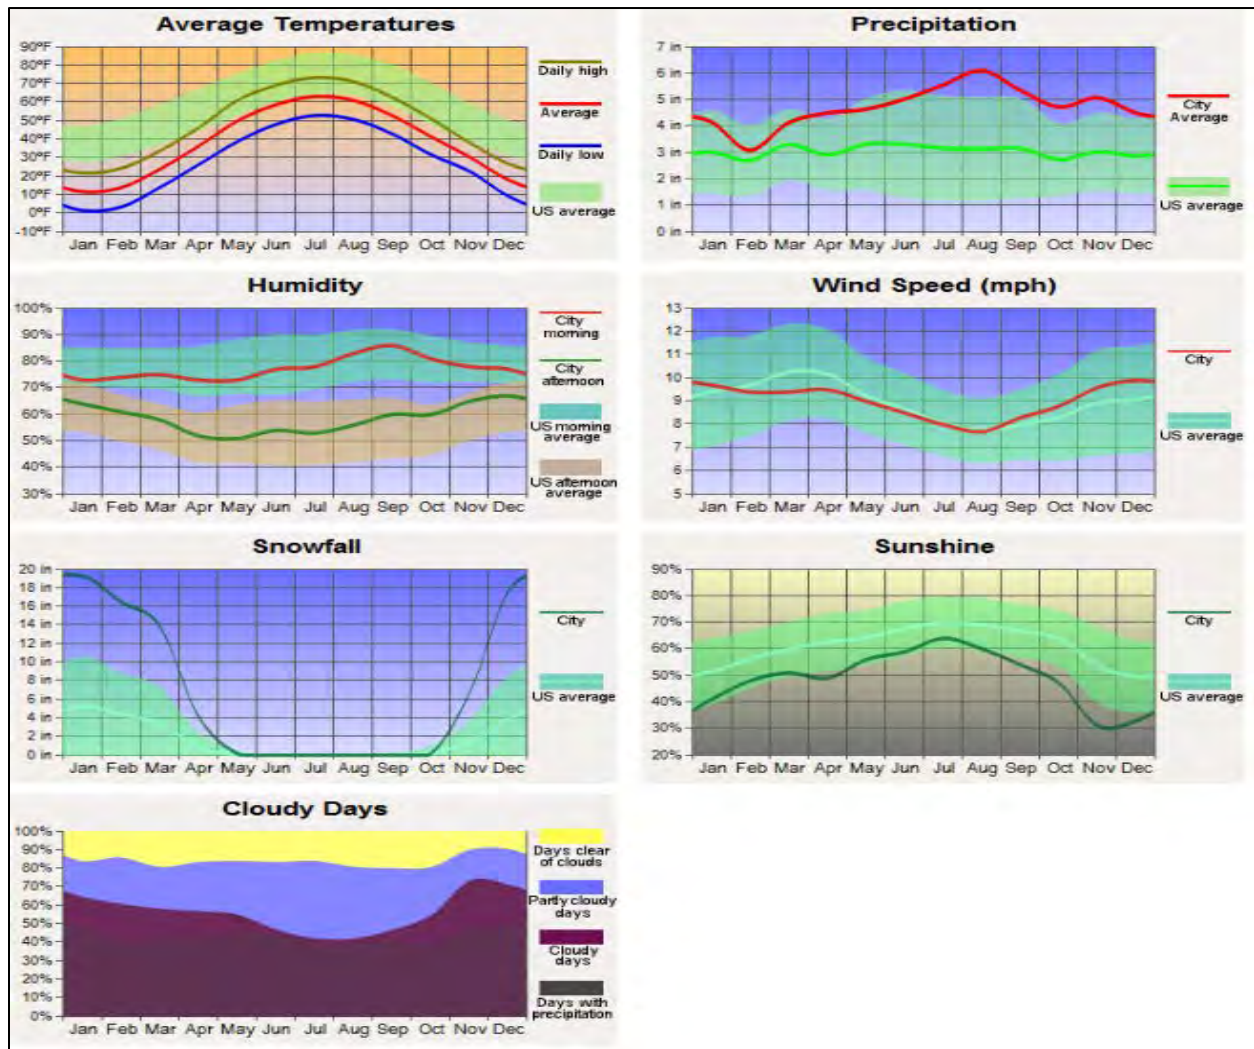 Average Temperatures
90ºF
80ºF
70ºF
60ºF
50ºF
40ºF
30ºF
20ºF
10ºF
0ºF
-10ºF
Jan Feb Mar Apr May Jun Jul Aug Sep Oct Nov Dec
Daily high
Average
Daily low
US average
Precipitation
7 in
6 in
5 in
4 in
3 in
2 in
1 in
0 in
Jan Feb Mar Apr May Jun Jul Aug Sep Oct Nov Dec
City
Average
US average
Humidity
100%
90%
80%
70%
60%
50%
40%
30%
Jan Feb Mar Apr May Jun Jul Aug Sep Oct Nov Dec
City
morning
City
afternoon
US morning
average
US afternoon
average
Wind Speed (mph)
13
12
11
10
9
8
7
6
5
Jan Feb Mar Apr May Jun Jul Aug Sep Oct Nov Dec
City
US average
Snowfall
20 in
18 in
16 in
14 in
12 in
10 in
8 in
6 in
4 in
2 in
0 in
Jan Feb Mar Apr May Jun Jul Aug Sep Oct Nov Dec
City
US average
Sunshine
90%
80%
70%
60%
50%
40%
30%
20%
Jan Feb Mar Apr May Jun Jul Aug Sep Oct Nov Dec
City
US average
Cloudy Days
100%
90%
80%
70%
60%
50%
40%
30%
20%
10%
0%
Jan Feb Mar Apr May Jun Jul Aug Sep Oct Nov Dec
Days clear
of clouds
Partly cloudy
days
Cloudy
days
Days with
precipitation